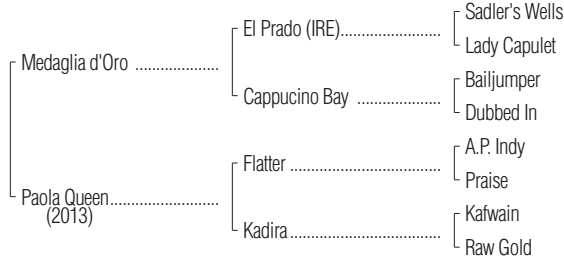 Sadler's Wells
El Prado (IRE)
Lady Capulet
Medaglia d'Oro
Bailjumper
Cappucino Bay
Dubbed In
A.P. Indy
Flatter
Praise
Paola Queen
(2013)
Kafwain
Kadira
Raw Gold